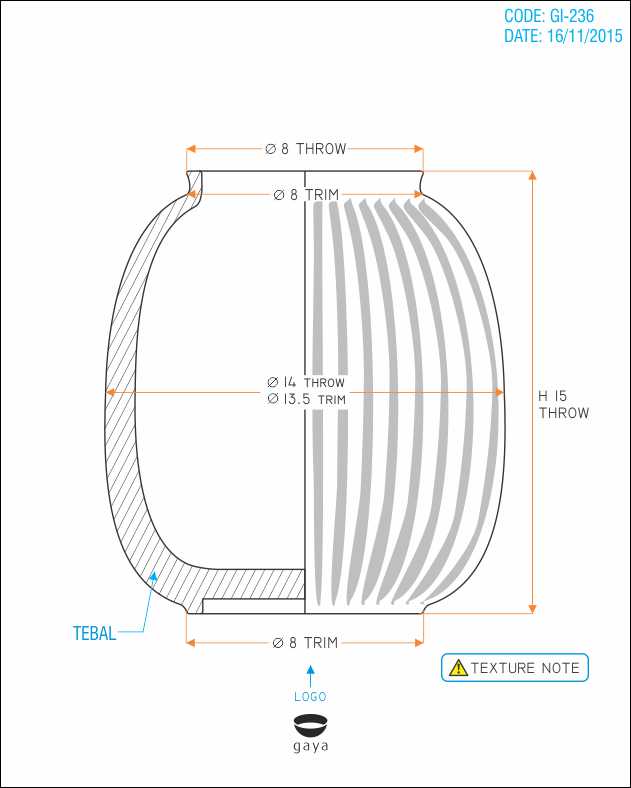 CODE: GI-236
DATE: 16/11/2015
∅ 8 THROW
∅ 8 TRIM
∅ 14 THROW
∅ 13.5 TRIM
H 15
THROW
TEBAL
∅ 8 TRIM
TEXTURE NOTE
LOGO
gaya